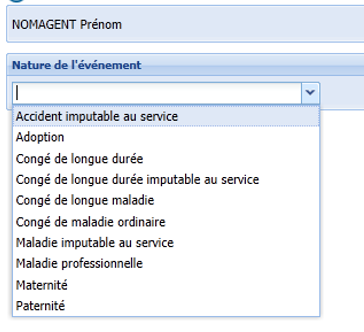 NOMAGENT Prénom
Nature de l'événement
Accident imputable au service
Adoption
Congé de longue durée
Congé de longue durée imputable au service
Congé de longue maladie
Congé de maladie ordinaire
Maladie imputable au service
Maladie professionnelle
Maternité
Paternité